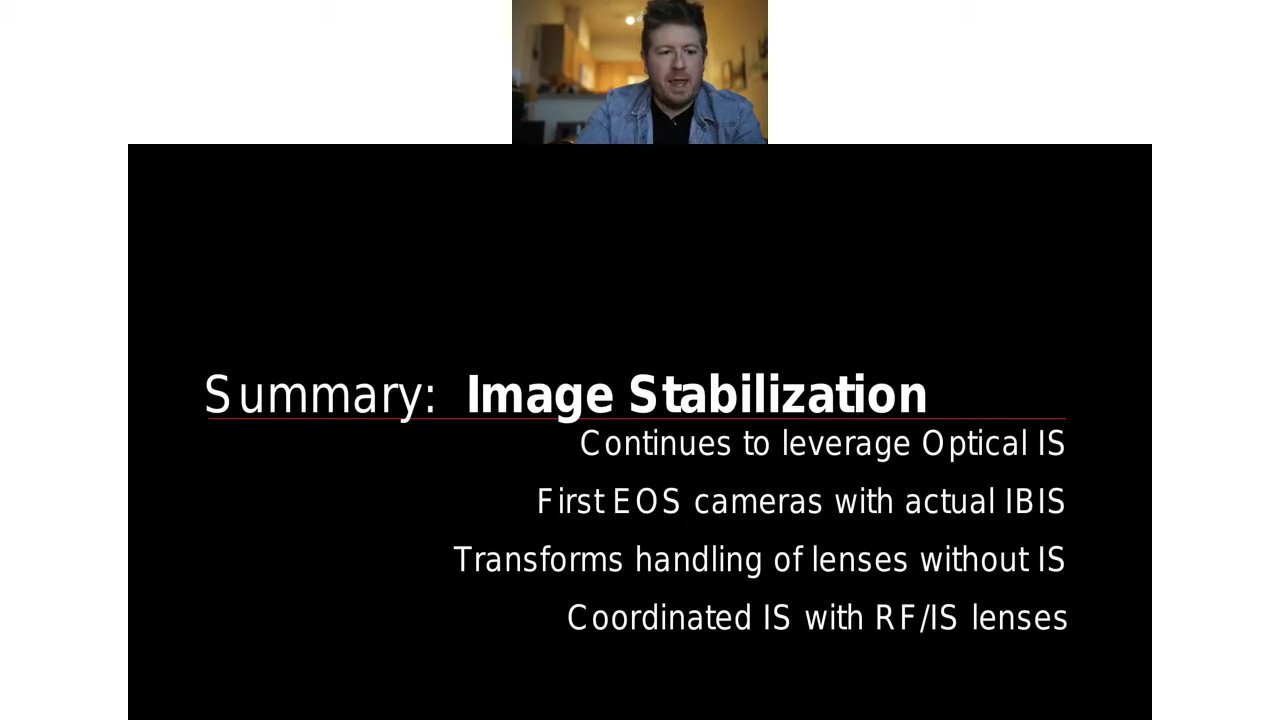 Summary: Image Stabilization
Continues to leverage Optical IS
First EOS cameras with actual IBIS
Transforms handling of lenses without IS
Coordinated IS with RF/IS lenses